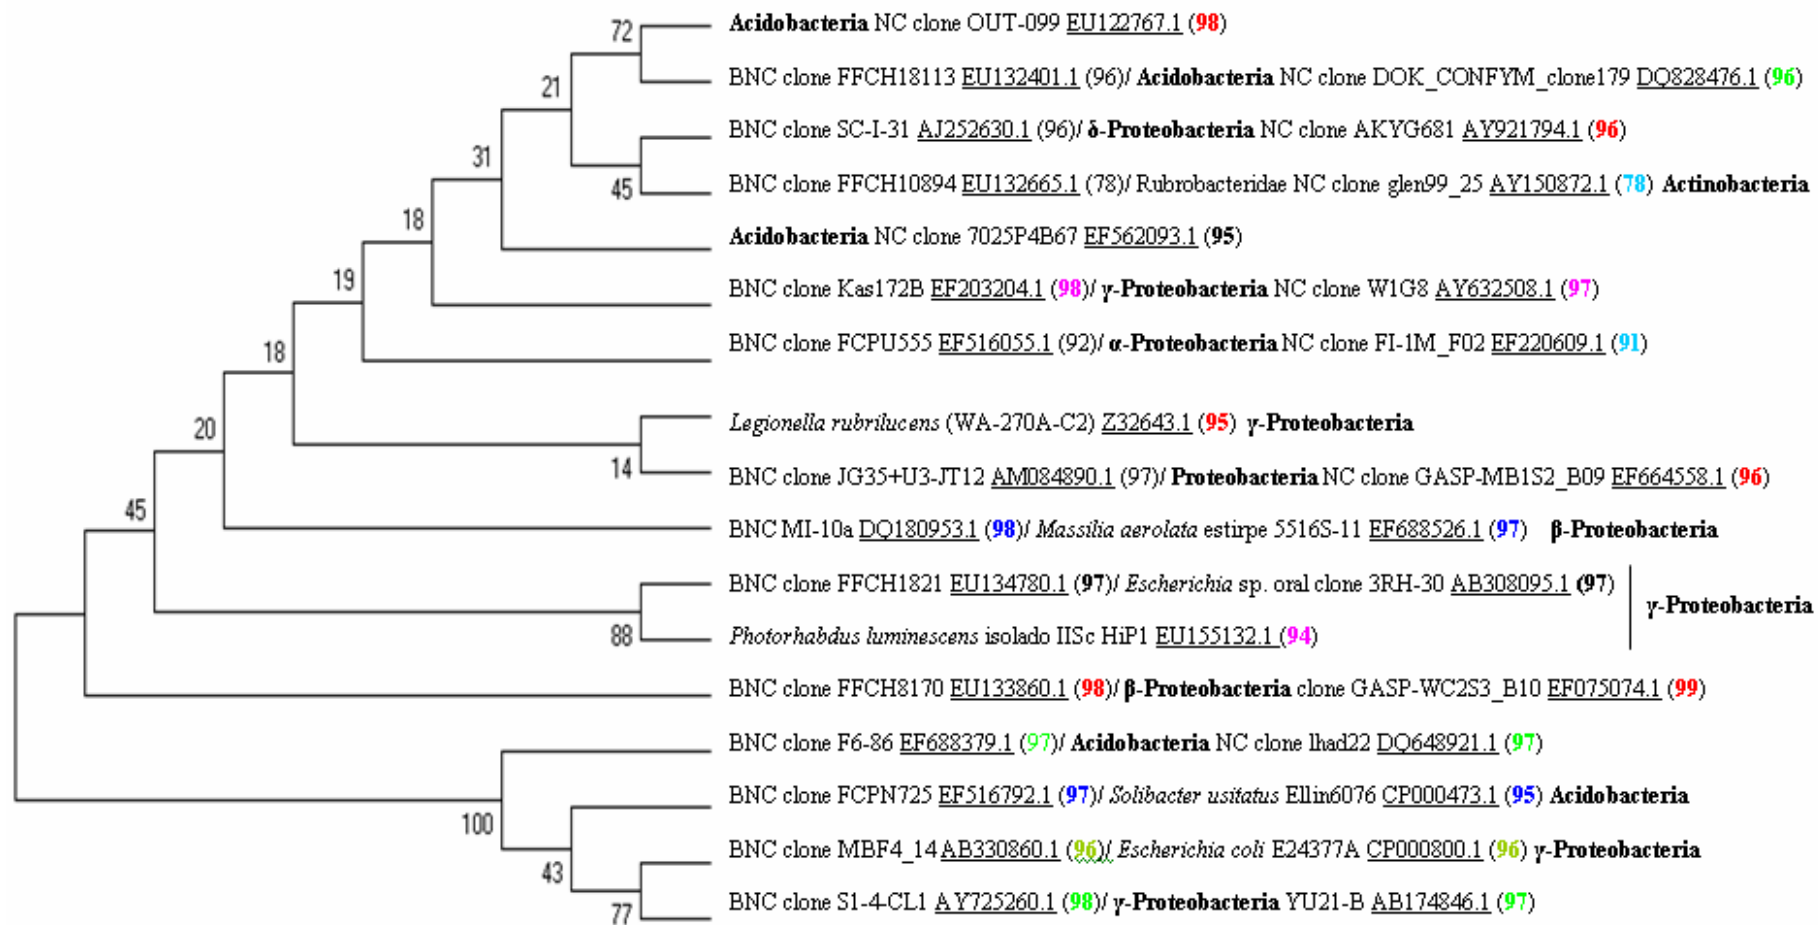 72
Acidobacteria NC clone OUT-099 EU122767.1 (98)
BNC clone FFCH18113 EU132401.1 (96)/ Acidobacteria NC clone DOK_CONFYM_clone179 DQ828476.1 (96)
21
BNC clone SC-I-31 AJ252630.1 (96)/ δ-Proteobacteria NC clone AKYG681 AY921794.1 (96)
31
45
BNC clone FFCH10894 EU132665.1 (78)/ Rubrobacteridae NC clone glen99_25 AY150872.1 (78) Actinobacteria
18
Acidobacteria NC clone 7025P4B67 EF562093.1 (95)
19
BNC clone Kas172B EF203204.1 (98)/ γ-Proteobacteria NC clone W1G8 AY632508.1 (97)
18
BNC clone FCPU555 EF516055.1 (92)/ α-Proteobacteria NC clone FI-1M_F02 EF220609.1 (91)
20
Legionella rubrilucens (WA-270A-C2) Z32643.1 (95) γ-Proteobacteria
14
BNC clone JG35+U3-JT12 AM084890.1 (97)/ Proteobacteria NC clone GASP-MB1S2_B09 EF664558.1 (96)
45
BNC MI-10a DQ180953.1 (98)/ Massilia aerolata estirpe 5516S-11 EF688526.1 (97) β-Proteobacteria
BNC clone FFCH1821 EU134780.1 (97)/ Escherichia sp. oral clone 3RH-30 AB308095.1 (97)
γ-Proteobacteria
88
Photorhabdus luminescens isolado IISc HiP1 EU155132.1 (94)
BNC clone FFCH8170 EU133860.1 (98)/ β-Proteobacteria clone GASP-WC2S3_B10 EF075074.1 (99)
BNC clone F6-86 EF688379.1 (97)/ Acidobacteria NC clone lhad22 DQ648921.1 (97)
BNC clone FCPN725 EF516792.1 (97)/ Solibacter usitatus Ellin6076 CP000473.1 (95) Acidobacteria
100
BNC clone MBF4_14 AB330860.1 (96)/ Escherichia coli E24377A CP000800.1 (96) γ-Proteobacteria
43
BNC clone S1-4-CL1 AY725260.1 (98)/ γ-Proteobacteria YU21-B AB174846.1 (97)
77